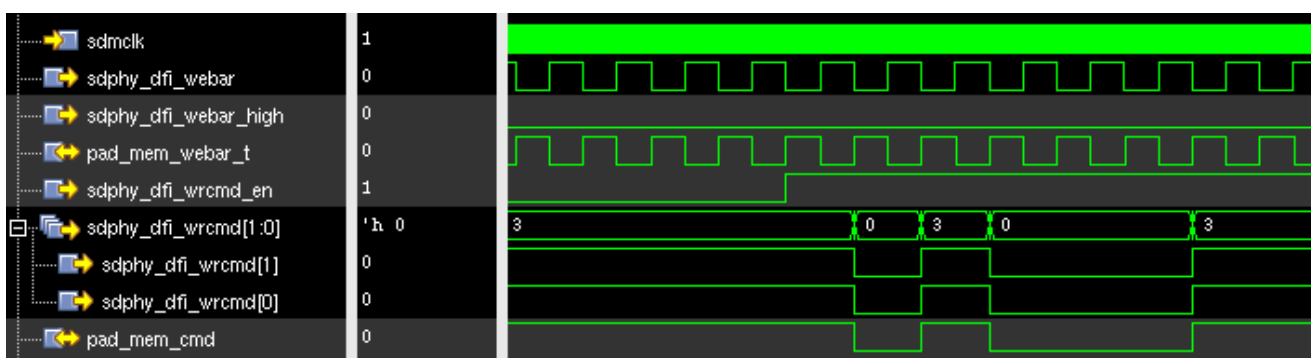 sdmclk 1
sdphy_dfi_webar 0
sdphy_dfi_webar_high 0
pad_mem_webar_t 0
sdphy_dfi_wrcmd_en 1
sdphy_dfi_wrcmd[1:0] 'h 0 3 0 3 0 3
sdphy_dfi_wrcmd[1] 0
sdphy_dfi_wrcmd[0] 0
pad_mem_cmd 0